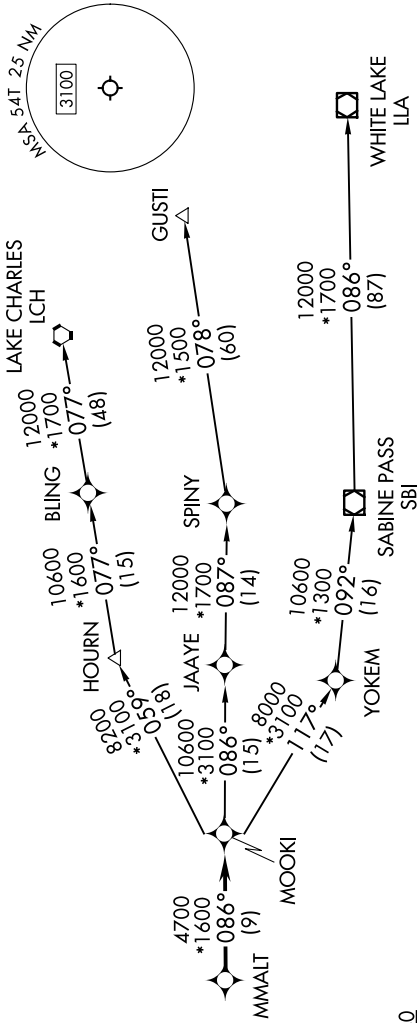 MSA 54T 25 NM
3100
LAKE CHARLES
LCH
12000
*1700
077°
(48)
BLING
10600
*1600
077°
(15)
HOURN
8200
*3100
059°
(18)
GUSTI
12000
*1500
078°
(60)
SPINY
12000
*1700
087°
(14)
JAAYE
10600
*3100
086°
(15)
MOOKI
4700
*1600
086°
(9)
MMALT
8000
*3100
117°
(17)
YOKEM
10600
*1300
092°
(16)
SABINE PASS
SBI
12000
*1700
086°
(87)
WHITE LAKE
LLA
0